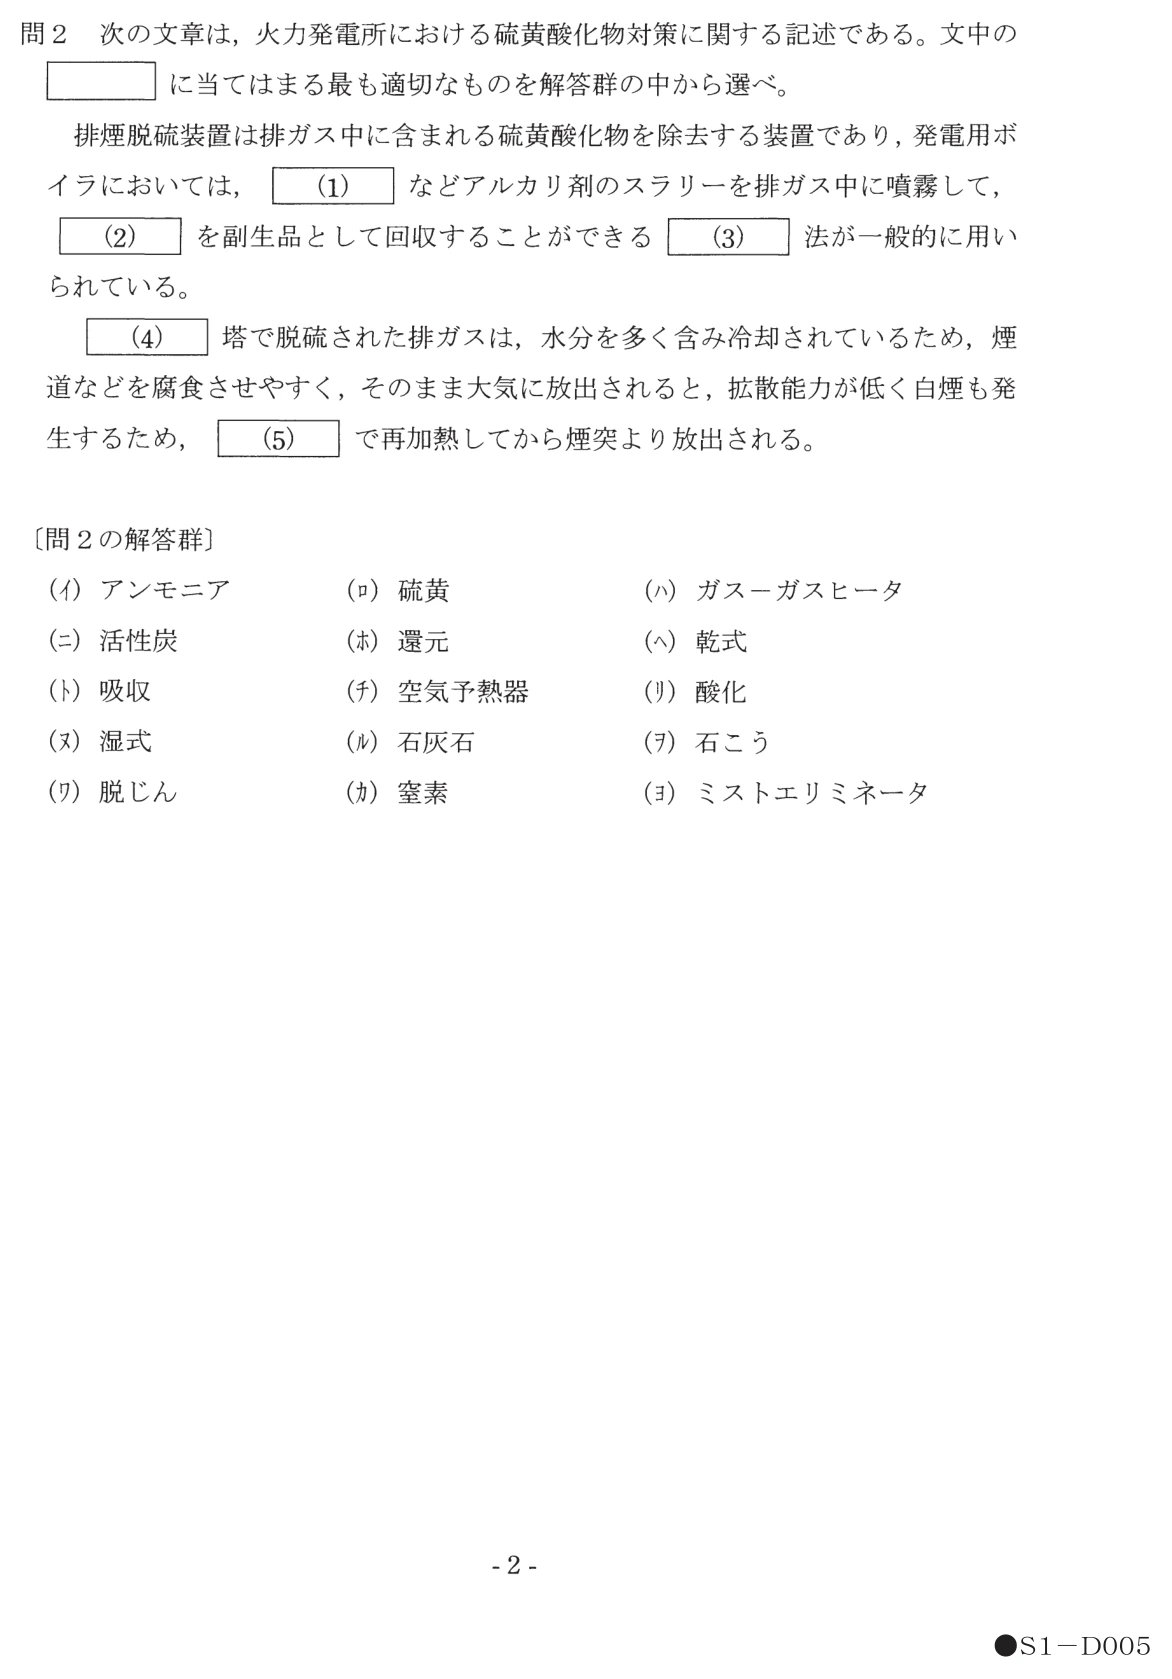 問２　次の文章は，火力発電所における硫黄酸化物対策に関する記述である。文中の
に当てはまる最も適切なものを解答群の中から選べ。
排煙脱硫装置は排ガス中に含まれる硫黄酸化物を除去する装置であり，発電用ボ
イラにおいては，(1)などアルカリ剤のスラリーを排ガス中に噴霧して，
(2)を副生品として回収することができる(3)法が一般的に用い
られている。
(4)塔で脱硫された排ガスは，水分を多く含み冷却されているため，煙
道などを腐食させやすく，そのまま大気に放出されると，拡散能力が低く白煙も発
生するため，(5)で再加熱してから煙突より放出される。
〔問２の解答群〕
(ｲ) アンモニア　(ﾛ) 硫黄　(ﾊ) ガス－ガスヒータ
(ﾆ) 活性炭　(ﾎ) 還元　(ﾍ) 乾式
(ﾄ) 吸収　(ﾁ) 空気予熱器　(ﾘ) 酸化
(ﾇ) 湿式　(ﾙ) 石灰石　(ｦ) 石こう
(ﾜ) 脱じん　(ｶ) 窒素　(ﾖ) ミストエリミネータ
- 2 -
●S1－D005